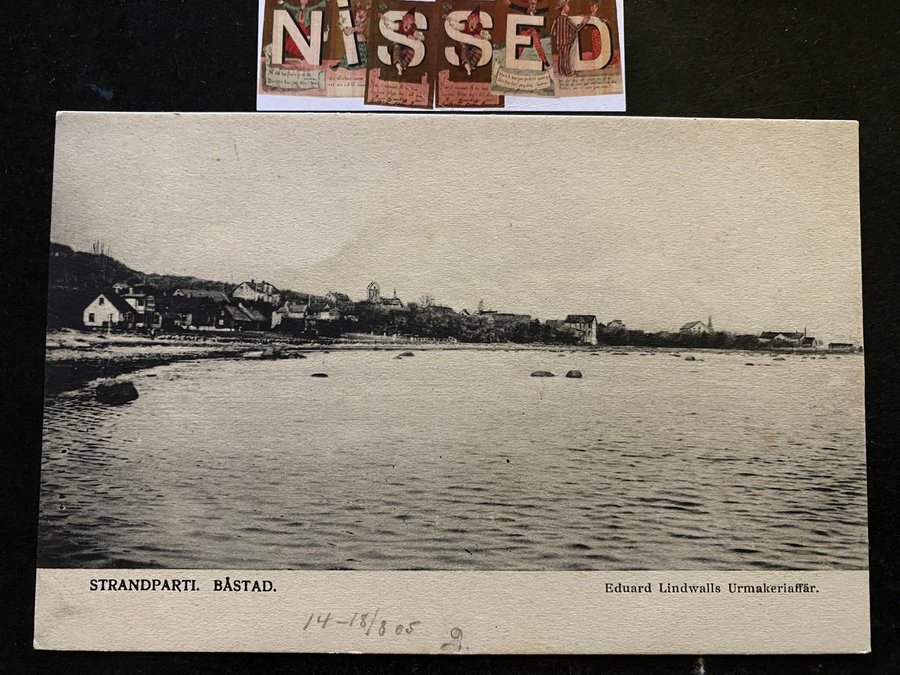 NiSSED
STRANDPARTI. BÅSTAD.
Eduard Lindwalls Urmakeriaffär.
14-18/8 05
D.